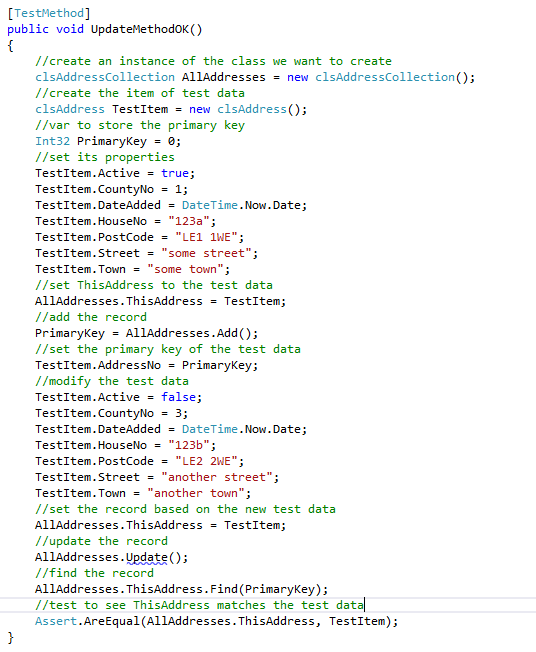 [TestMethod]
public void UpdateMethodOK()
{
//create an instance of the class we want to create
clsAddressCollection AllAddresses = new clsAddressCollection();
//create the item of test data
clsAddress TestItem = new clsAddress();
//var to store the primary key
Int32 PrimaryKey = 0;
//set its properties
TestItem.Active = true;
TestItem.CountyNo = 1;
TestItem.DateAdded = DateTime.Now.Date;
TestItem.HouseNo = "123a";
TestItem.PostCode = "LE1 1WE";
TestItem.Street = "some street";
TestItem.Town = "some town";
//set ThisAddress to the test data
AllAddresses.ThisAddress = TestItem;
//add the record
PrimaryKey = AllAddresses.Add();
//set the primary key of the test data
TestItem.AddressNo = PrimaryKey;
//modify the test data
TestItem.Active = false;
TestItem.CountyNo = 3;
TestItem.DateAdded = DateTime.Now.Date;
TestItem.HouseNo = "123b";
TestItem.PostCode = "LE2 2WE";
TestItem.Street = "another street";
TestItem.Town = "another town";
//set the record based on the new test data
AllAddresses.ThisAddress = TestItem;
//update the record
AllAddresses.Update();
//find the record
AllAddresses.ThisAddress.Find(PrimaryKey);
//test to see ThisAddress matches the test data
Assert.AreEqual(AllAddresses.ThisAddress, TestItem);
}